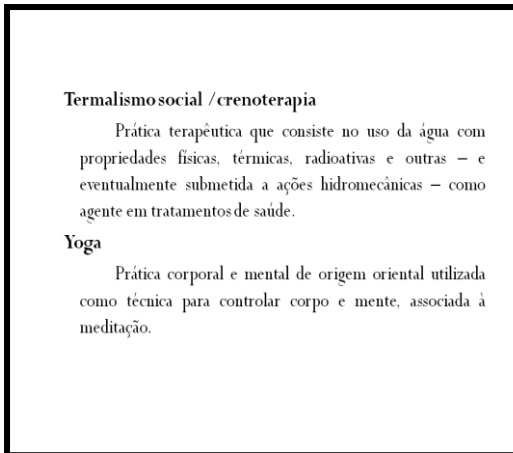 Termalismo social / crenoterapia
Prática terapêutica que consiste no uso da água com
propriedades físicas, térmicas, radioativas e outras – e
eventualmente submetida a ações hidromecânicas – como
agente em tratamentos de saúde.
Yoga
Prática corporal e mental de origem oriental utilizada
como técnica para controlar corpo e mente, associada à
meditação.